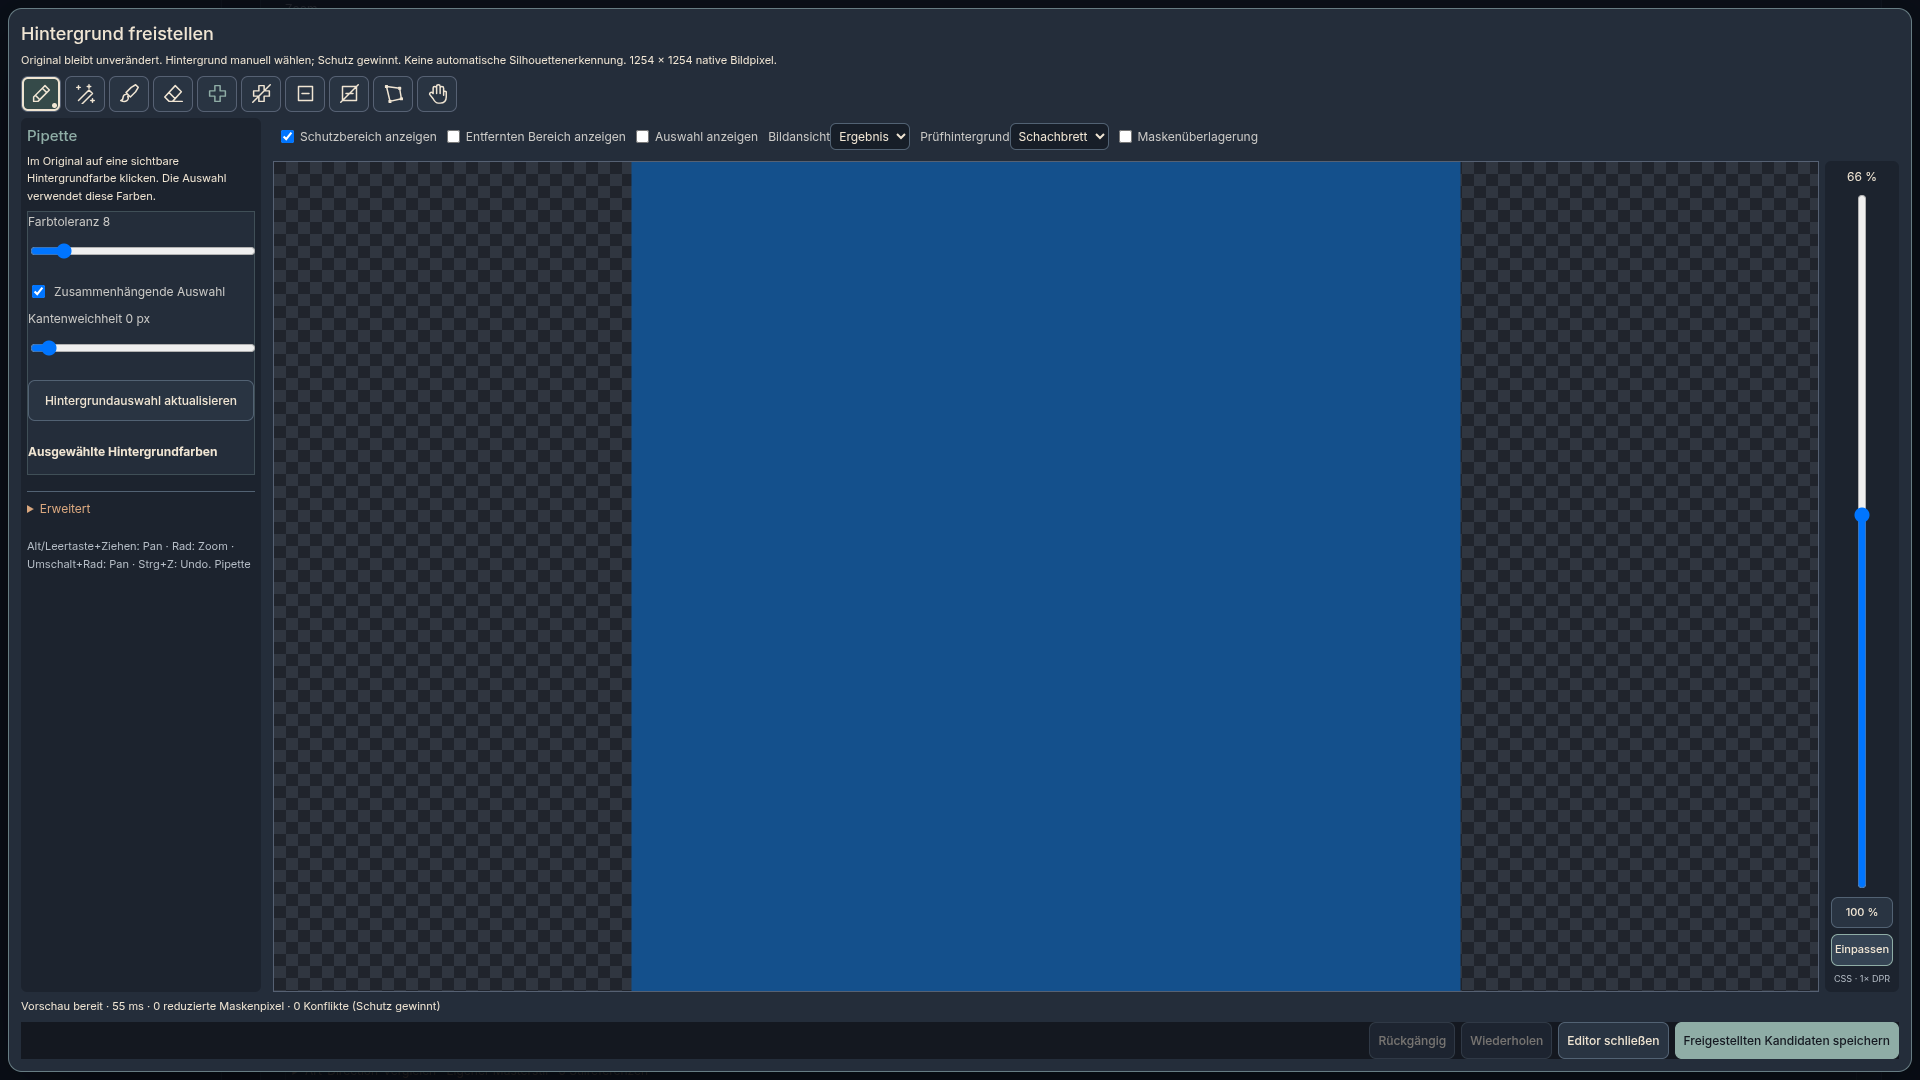 Hintergrund freistellen
Original bleibt unverändert. Hintergrund manuell wählen; Schutz gewinnt. Keine automatische Silhouettenerkennung. 1254 × 1254 native Bildpixel.
Pipette
Im Original auf eine sichtbare
Hintergrundfarbe klicken. Die Auswahl
verwendet diese Farben.
Farbtoleranz 8
Zusammenhängende Auswahl
Kantenweichheit 0 px
Hintergrundauswahl aktualisieren
Ausgewählte Hintergrundfarben
Erweitert
Alt/Leertaste+Ziehen: Pan · Rad: Zoom ·
Umschalt+Rad: Pan · Strg+Z: Undo. Pipette
Schutzbereich anzeigen Entfernten Bereich anzeigen Auswahl anzeigen Bildansicht Ergebnis Prüfhintergrund Schachbrett Maskenüberlagerung
66 %
100 %
Einpassen
CSS · 1× DPR
Vorschau bereit · 55 ms · 0 reduzierte Maskenpixel · 0 Konflikte (Schutz gewinnt)
Rückgängig Wiederholen Editor schließen Freigestellten Kandidaten speichern